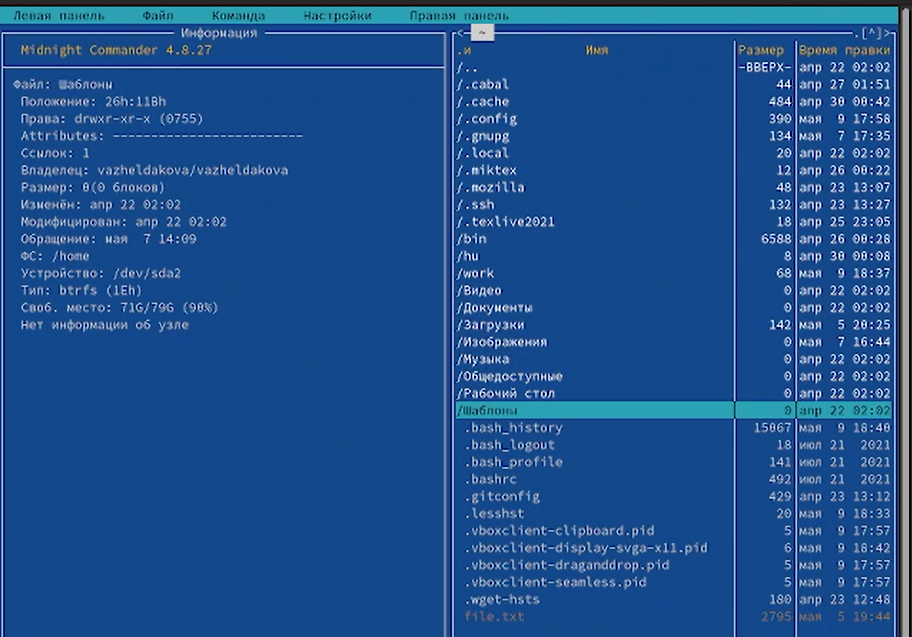 Левая панель Файл Команда Настройки Правая панель
Информация
Midnight Commander 4.8.27
Файл: Шаблоны
Положение: 26h:11Bh
Права: drwxr-xr-x (0755)
Attributes: -------------------------
Ссылок: 1
Владелец: vazheldakova/vazheldakova
Размер: 0(0 блоков)
Изменён: апр 22 02:02
Модифицирован: апр 22 02:02
Обращение: мая 7 14:09
ФС: /home
Устройство: /dev/sda2
Тип: btrfs (1Eh)
Своб. место: 71G/79G (90%)
Нет информации об узле
<─ ~ .[^]>
.и Имя Размер Время правки
/.. -ВВЕРХ- апр 22 02:02
/.cabal 44 апр 27 01:51
/.cache 484 апр 30 00:42
/.config 390 мая 9 17:58
/.gnupg 134 мая 7 17:35
/.local 20 апр 22 02:02
/.miktex 12 апр 26 00:22
/.mozilla 48 апр 23 13:07
/.ssh 132 апр 23 13:27
/.texlive2021 18 апр 25 23:05
/bin 6588 апр 26 00:28
/hu 8 апр 30 00:08
/work 68 мая 9 18:37
/Видео 0 апр 22 02:02
/Документы 0 апр 22 02:02
/Загрузки 142 мая 5 20:25
/Изображения 0 мая 7 16:44
/Музыка 0 апр 22 02:02
/Общедоступные 0 апр 22 02:02
/Рабочий стол 0 апр 22 02:02
/Шаблоны 0 апр 22 02:02
.bash_history 15067 мая 9 18:40
.bash_logout 18 июл 21 2021
.bash_profile 141 июл 21 2021
.bashrc 492 июл 21 2021
.gitconfig 429 апр 23 13:12
.lesshst 20 мая 9 18:33
.vboxclient-clipboard.pid 5 мая 9 17:57
.vboxclient-display-svga-x11.pid 6 мая 9 18:42
.vboxclient-draganddrop.pid 5 мая 9 17:57
.vboxclient-seamless.pid 5 мая 9 17:57
.wget-hsts 180 апр 23 12:48
file.txt 2795 мая 5 19:44